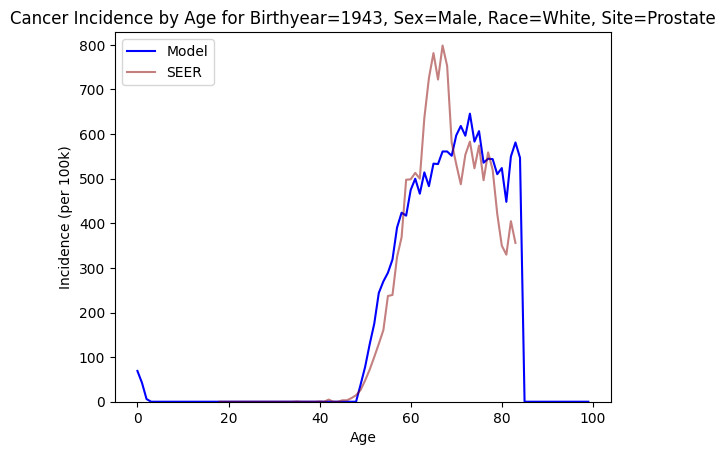 Cancer Incidence by Age for Birthyear=1943, Sex=Male, Race=White, Site=Prostate
Model
SEER
Incidence (per 100k)
800
700
600
500
400
300
200
100
0
0 20 40 60 80 100
Age